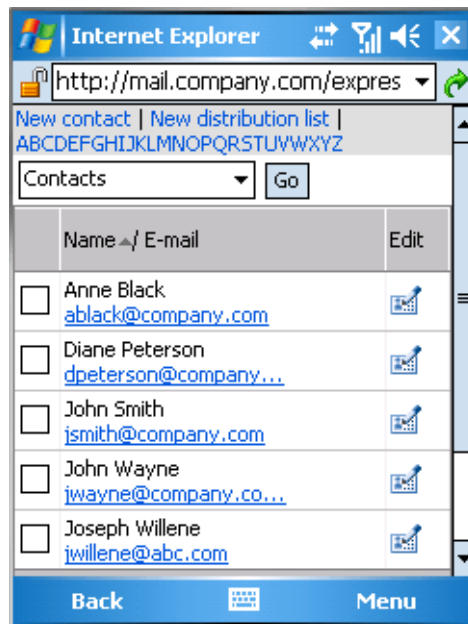 Internet Explorer
http://mail.company.com/expres
New contact | New distribution list |
ABCDEFGHIJKLMNOPQRSTUVWXYZ
Contacts Go
Name / E-mail Edit
Anne Black
ablack@company.com
Diane Peterson
dpeterson@company...
John Smith
jsmith@company.com
John Wayne
jwayne@company.co...
Joseph Willene
jwillene@abc.com
Back Menu